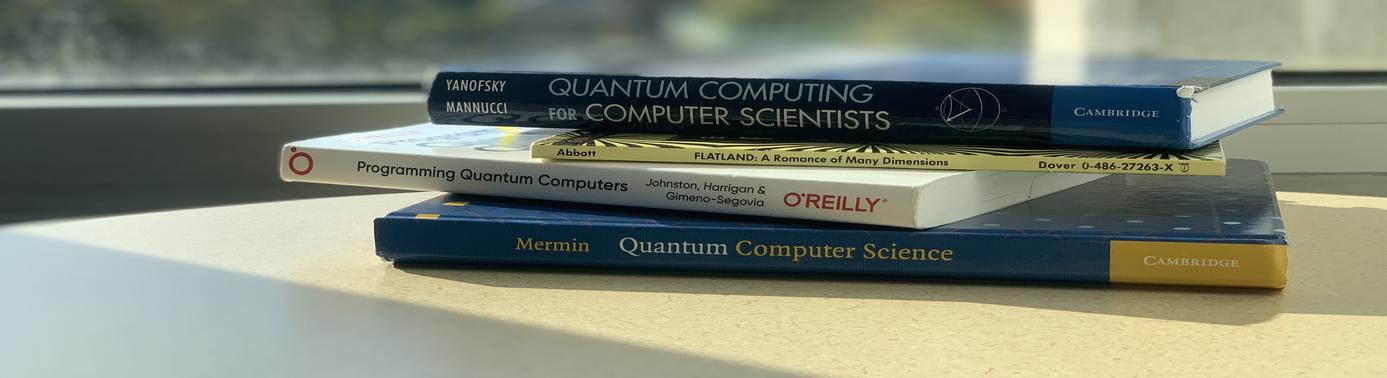 YANOFSKY
MANNUCCI
QUANTUM COMPUTING
FOR COMPUTER SCIENTISTS
CAMBRIDGE
Abbott
FLATLAND: A Romance of Many Dimensions
Dover 0-486-27263-X
Programming Quantum Computers
Johnston, Harrigan &
Gimeno-Segovia
O'REILLY®
Mermin
Quantum Computer Science
CAMBRIDGE